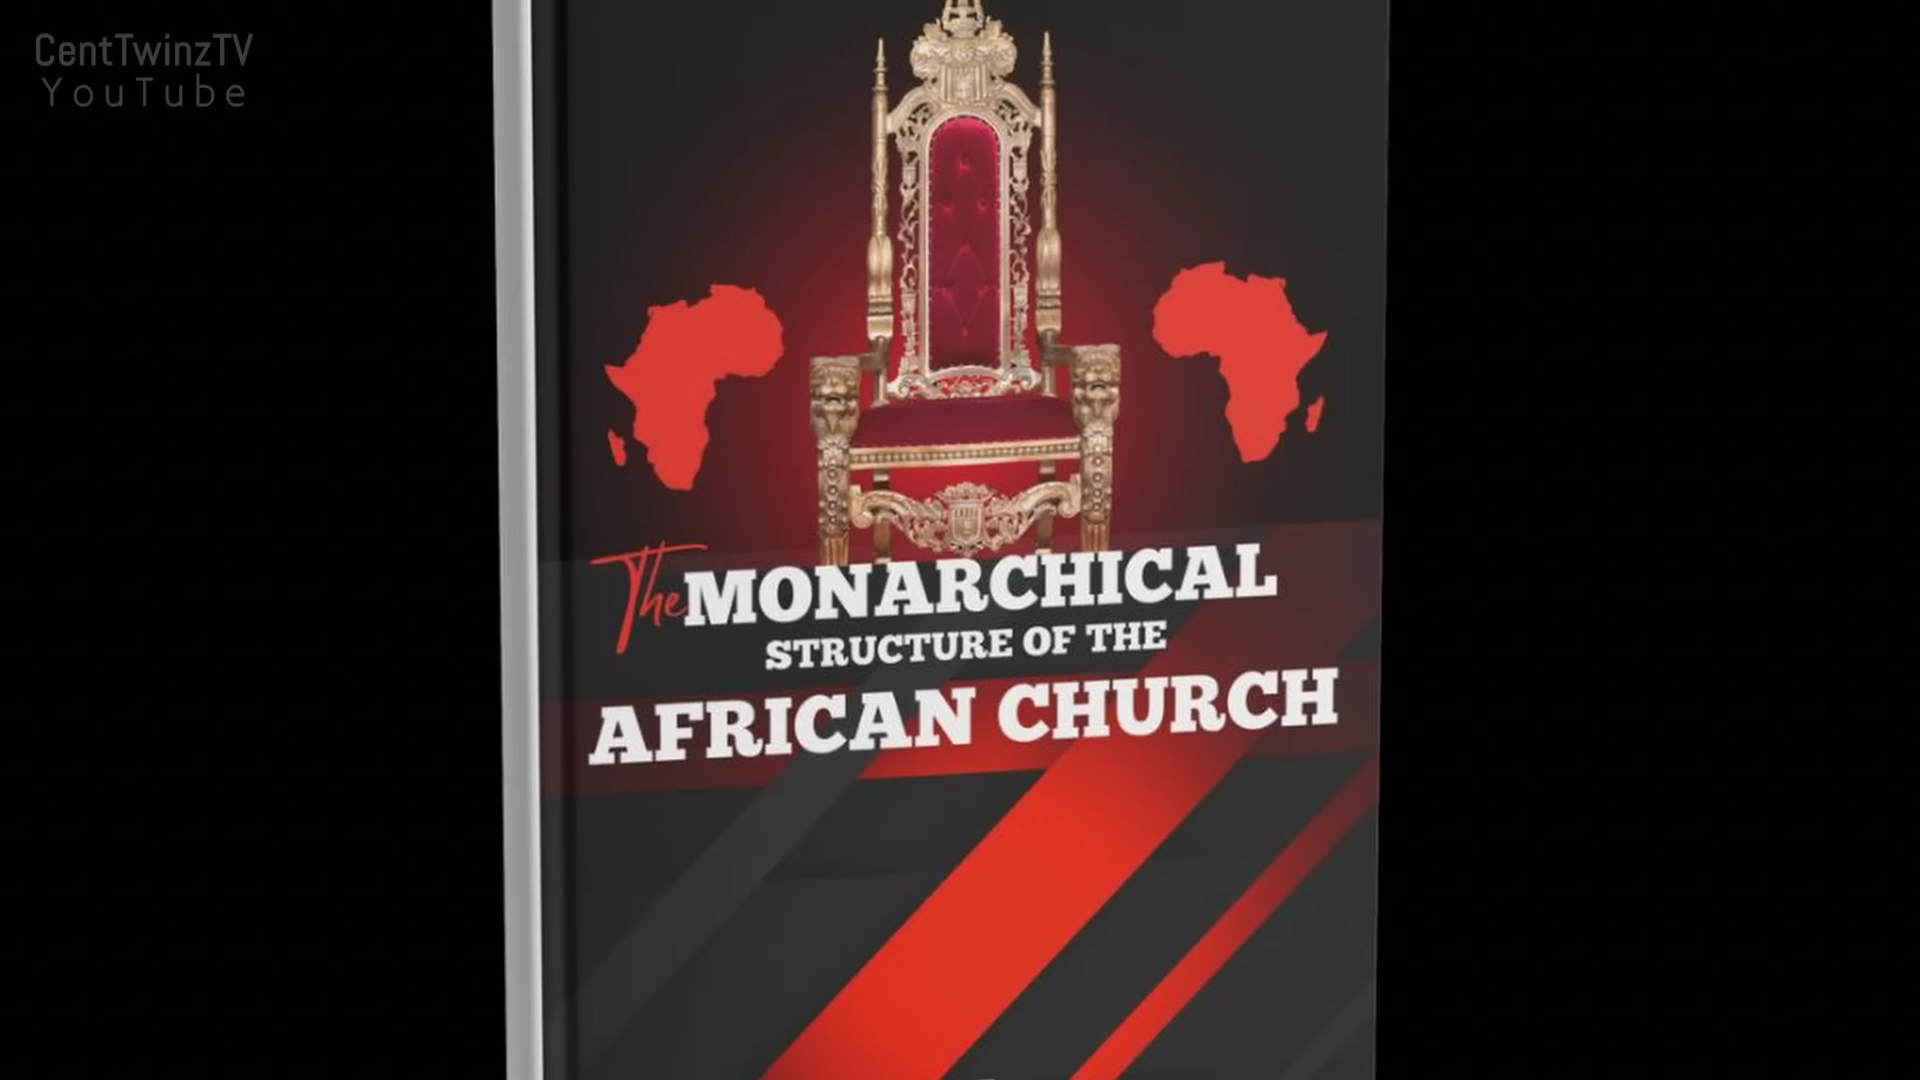 CentTwinzTV
YouTube
The MONARCHICAL
STRUCTURE OF THE
AFRICAN CHURCH